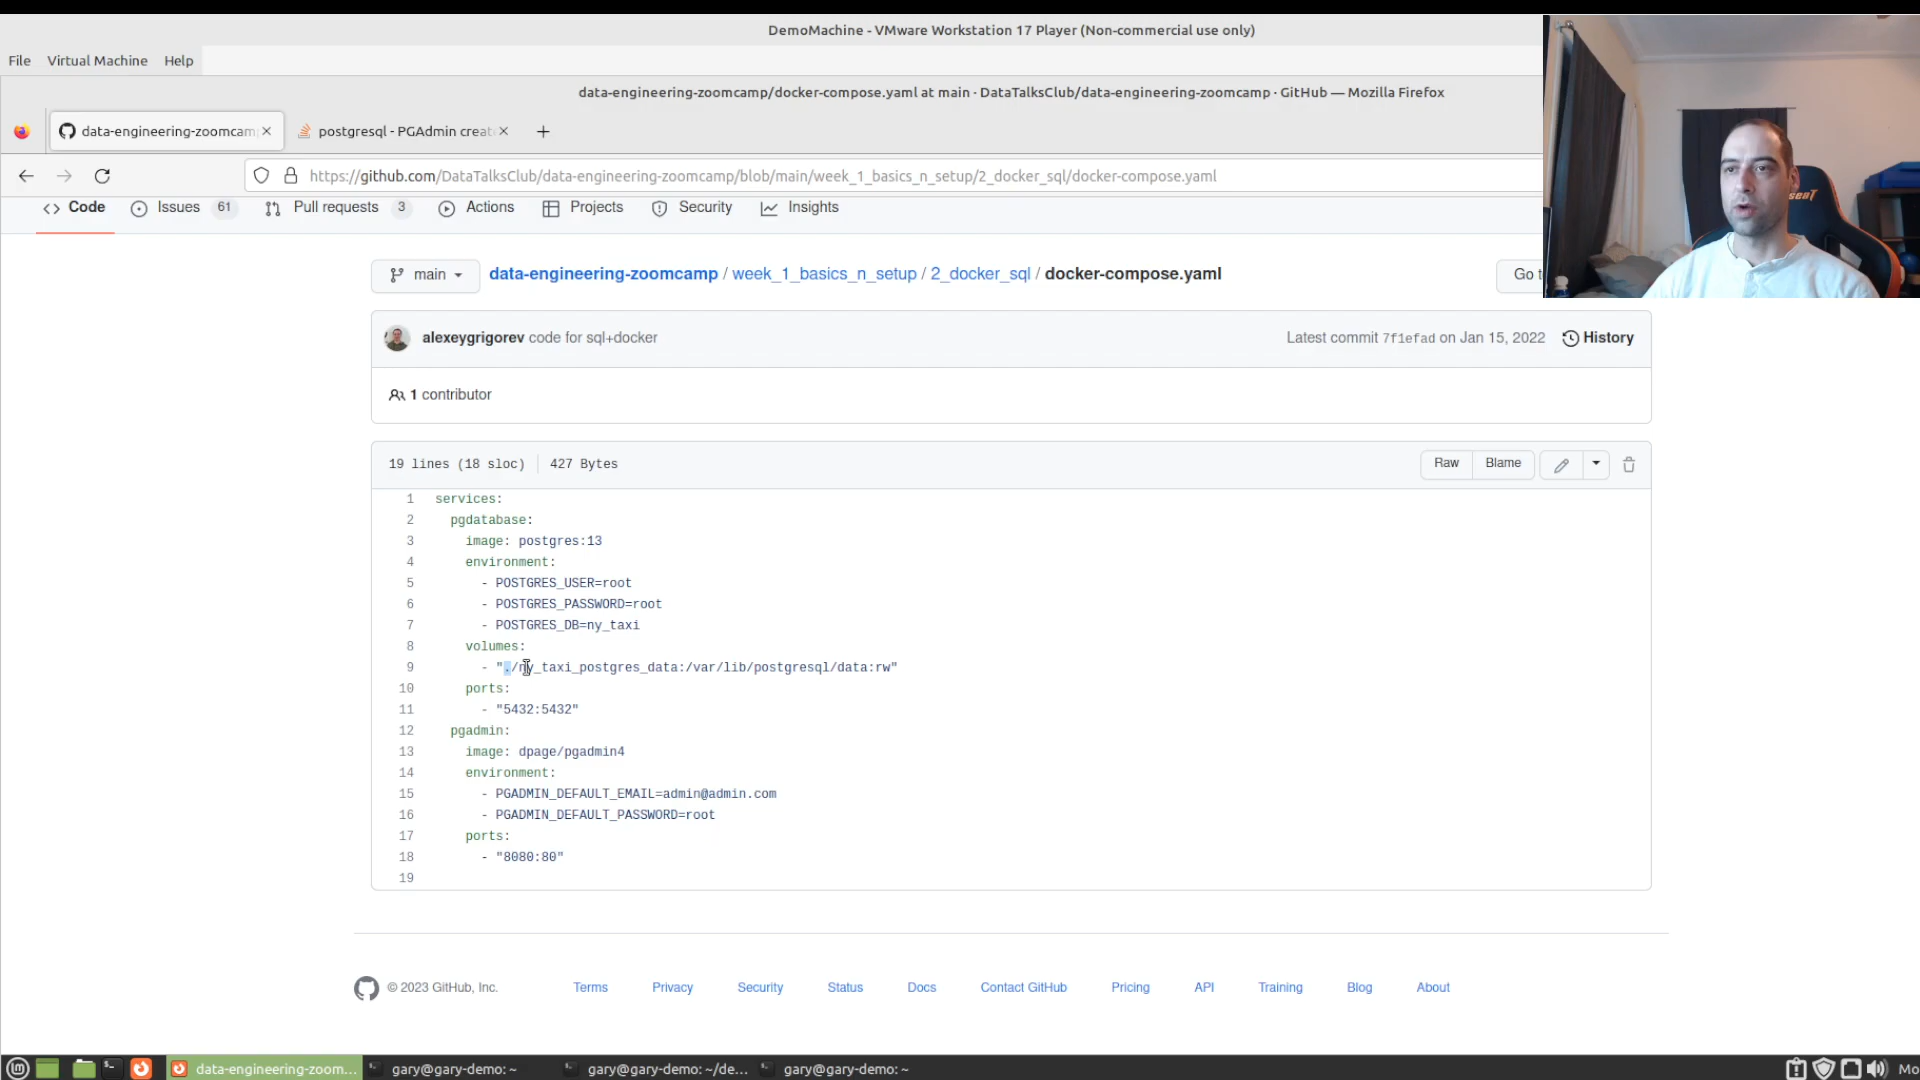 DemoMachine - VMware Workstation 17 Player (Non-commercial use only)
File Virtual Machine Help
data-engineering-zoomcamp/docker-compose.yaml at main · DataTalksClub/data-engineering-zoomcamp · GitHub — Mozilla Firefox
data-engineering-zoomcam postgresql - PGAdmin creat
https://github.com/DataTalksClub/data-engineering-zoomcamp/blob/main/week_1_basics_n_setup/2_docker_sql/docker-compose.yaml
Code Issues 61 Pull requests 3 Actions Projects Security Insights
main data-engineering-zoomcamp / week_1_basics_n_setup / 2_docker_sql / docker-compose.yaml Go
alexeygrigorev code for sql+docker Latest commit 7f1efad on Jan 15, 2022 History
1 contributor
19 lines (18 sloc) 427 Bytes Raw Blame
1 services:
2 pgdatabase:
3 image: postgres:13
4 environment:
5 - POSTGRES_USER=root
6 - POSTGRES_PASSWORD=root
7 - POSTGRES_DB=ny_taxi
8 volumes:
9 - "./ny_taxi_postgres_data:/var/lib/postgresql/data:rw"
10 ports:
11 - "5432:5432"
12 pgadmin:
13 image: dpage/pgadmin4
14 environment:
15 - PGADMIN_DEFAULT_EMAIL=admin@admin.com
16 - PGADMIN_DEFAULT_PASSWORD=root
17 ports:
18 - "8080:80"
19
© 2023 GitHub, Inc. Terms Privacy Security Status Docs Contact GitHub Pricing API Training Blog About
data-engineering-zoom... gary@gary-demo: ~ gary@gary-demo: ~/de... gary@gary-demo: ~ Mo